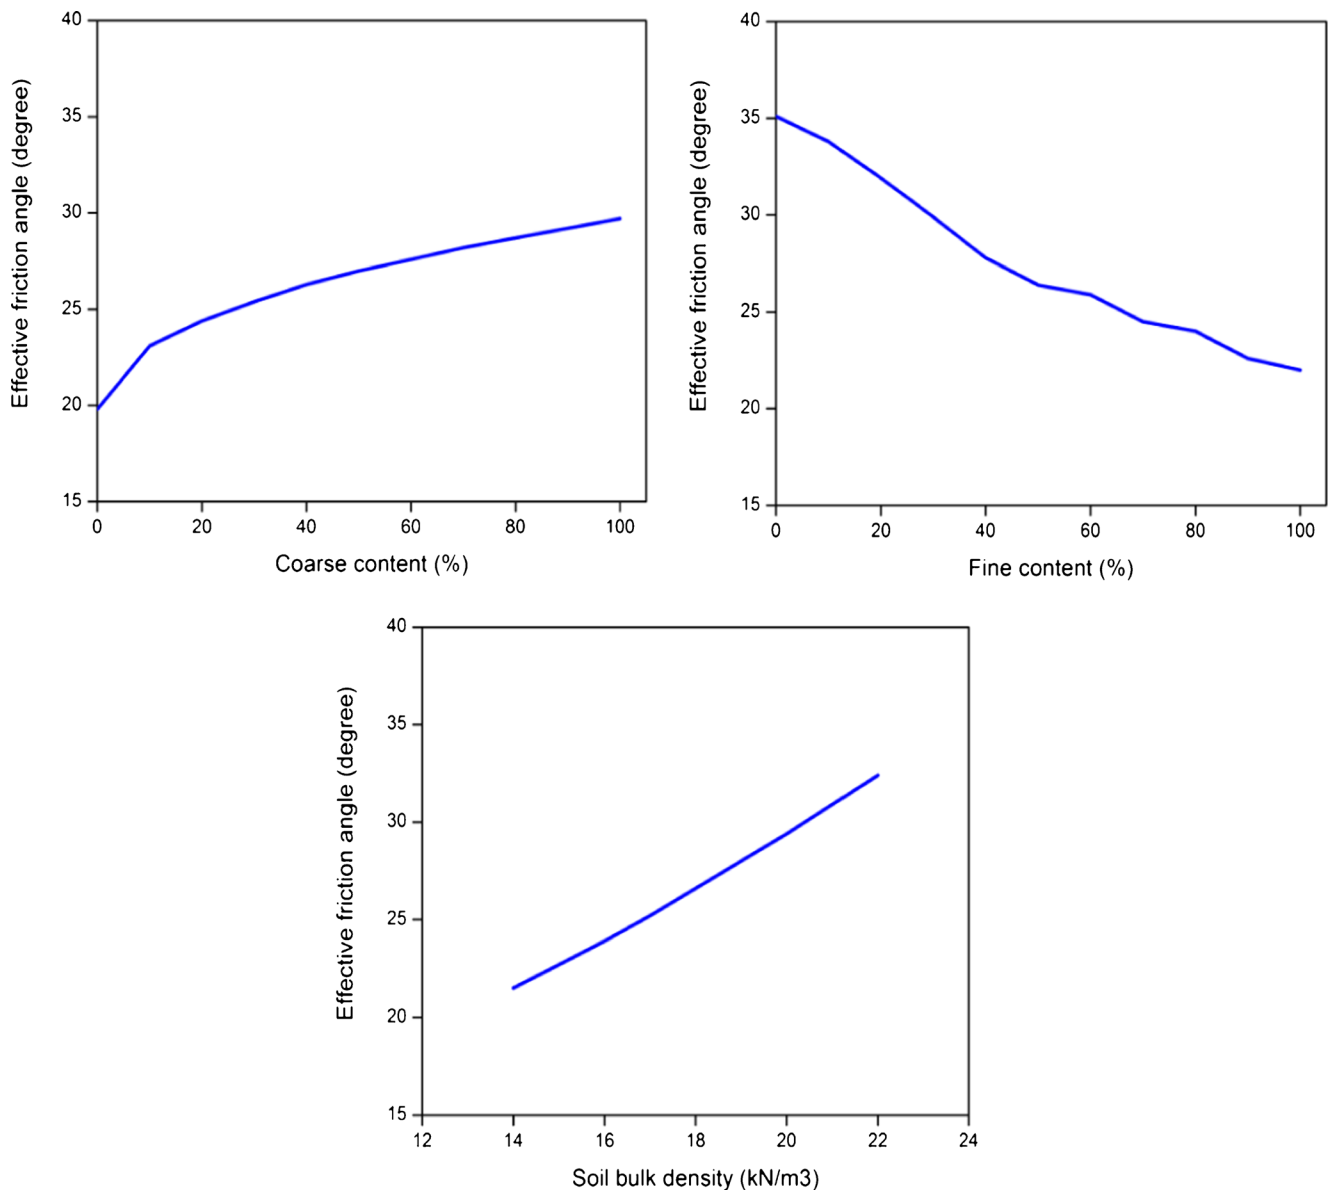 Effective friction angle (degree)
40
35
30
25
20
15
0 20 40 60 80 100
Coarse content (%)
Effective friction angle (degree)
40
35
30
25
20
15
0 20 40 60 80 100
Fine content (%)
Effective friction angle (degree)
40
35
30
25
20
15
12 14 16 18 20 22 24
Soil bulk density (kN/m3)